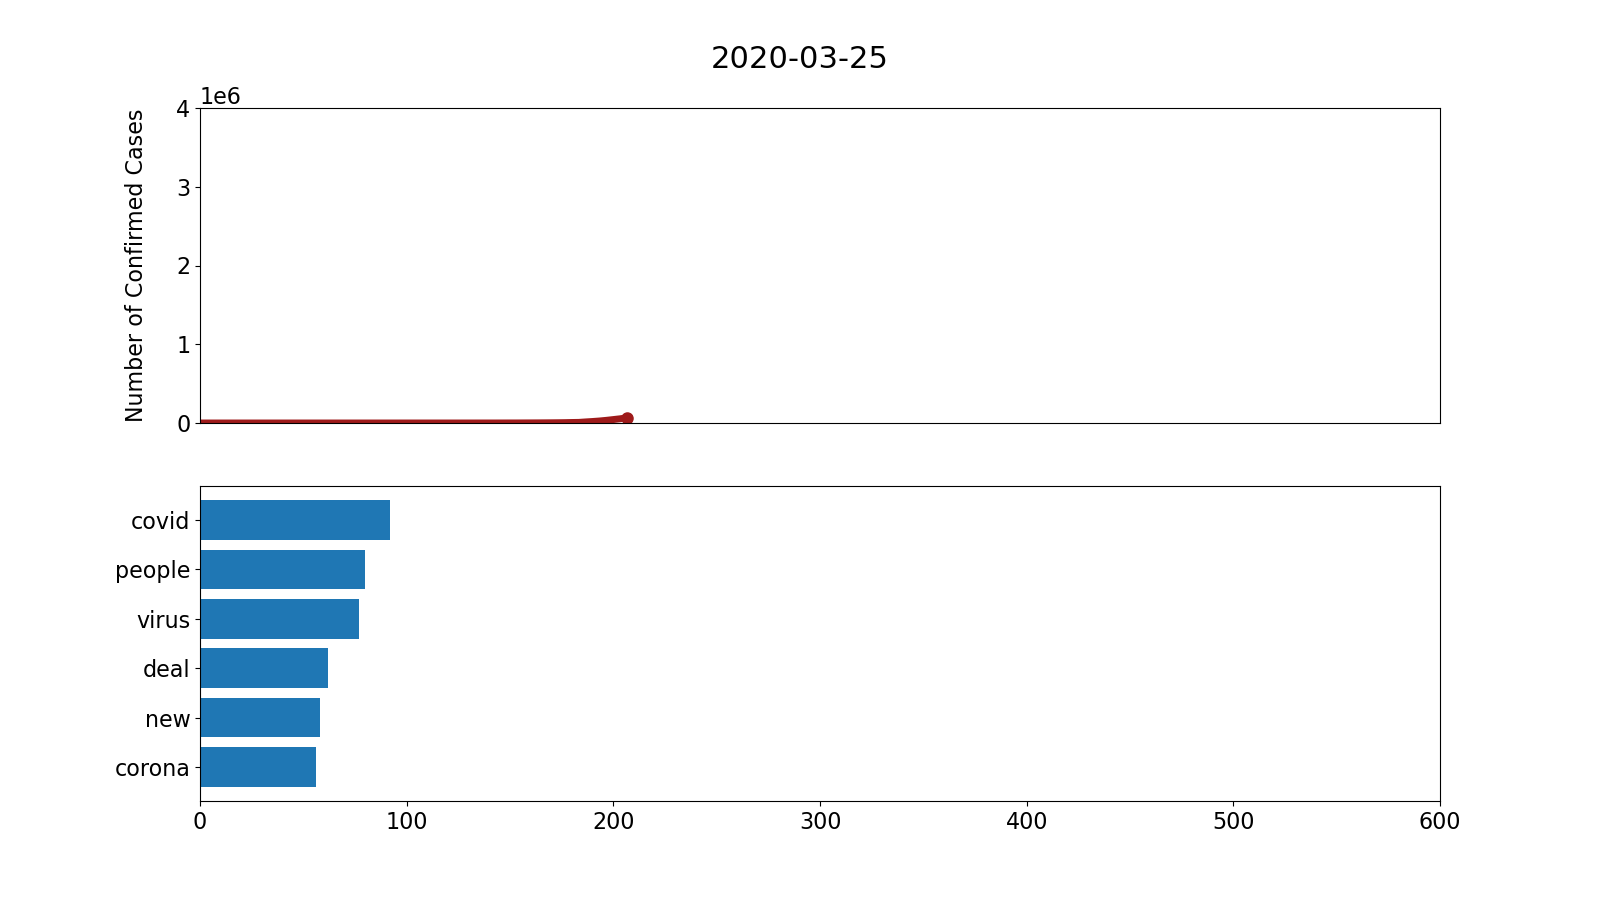 2020-03-25
1e6
Number of Confirmed Cases
4
3
2
1
0
covid
people
virus
deal
new
corona
0 100 200 300 400 500 600